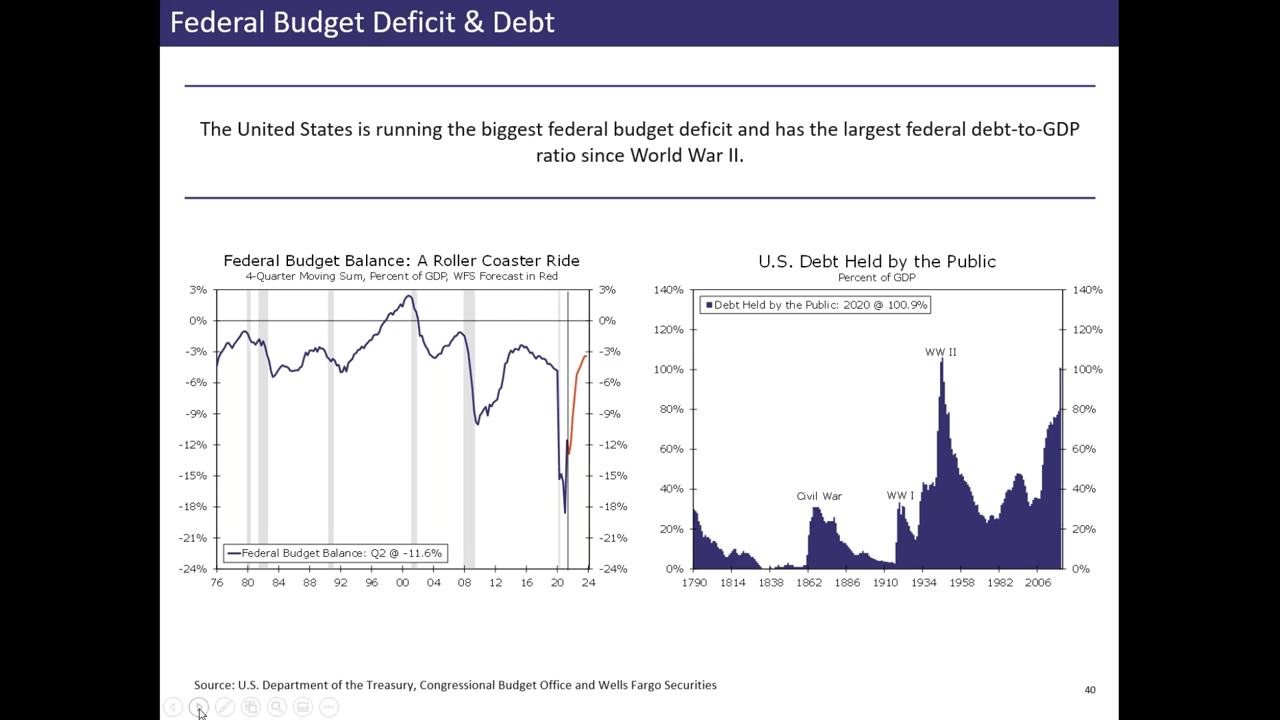 Federal Budget Deficit & Debt
The United States is running the biggest federal budget deficit and has the largest federal debt-to-GDP
ratio since World War II.
Federal Budget Balance: A Roller Coaster Ride
4-Quarter Moving Sum, Percent of GDP, WFS Forecast in Red
3%
0%
-3%
-6%
-9%
-12%
-15%
-18%
-21%
-24%
3%
0%
-3%
-6%
-9%
-12%
-15%
-18%
-21%
-24%
Federal Budget Balance: Q2 @ -11.6%
76 80 84 88 92 96 00 04 08 12 16 20 24
U.S. Debt Held by the Public
Percent of GDP
140%
120%
100%
80%
60%
40%
20%
0%
140%
120%
100%
80%
60%
40%
20%
0%
Debt Held by the Public: 2020 @ 100.9%
WW II
Civil War
WW I
1790 1814 1838 1862 1886 1910 1934 1958 1982 2006
Source: U.S. Department of the Treasury, Congressional Budget Office and Wells Fargo Securities
40